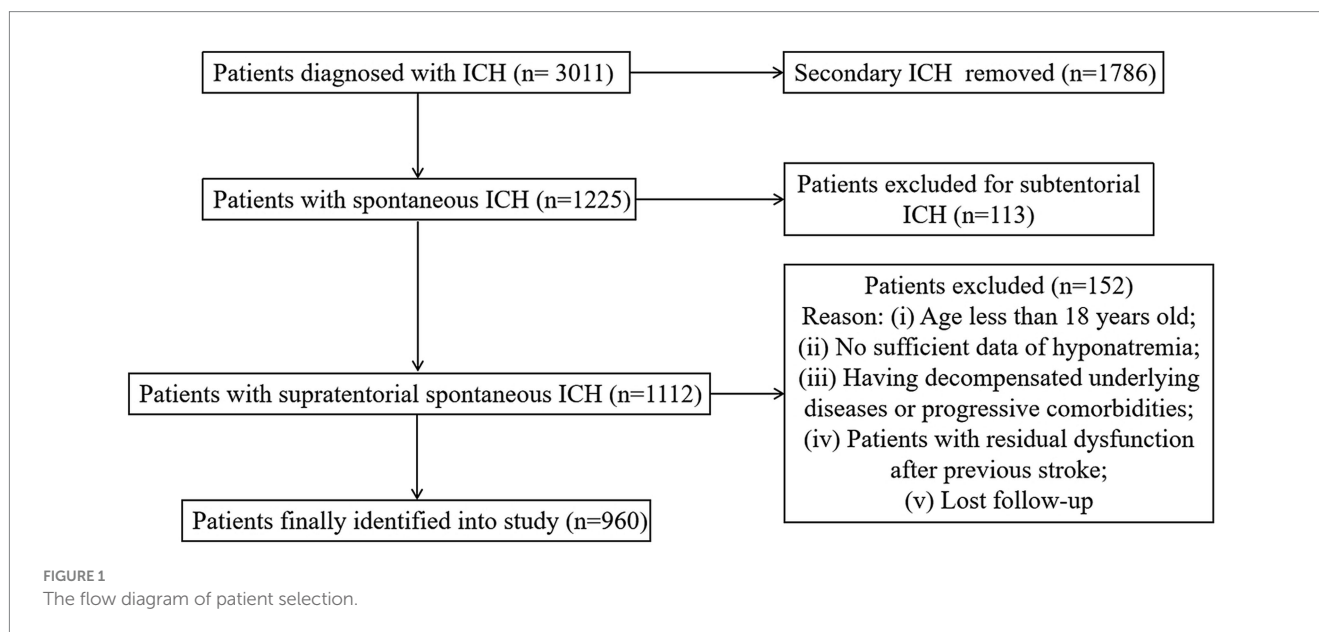 Patients diagnosed with ICH (n= 3011)
Secondary ICH removed (n=1786)
Patients with spontaneous ICH (n=1225)
Patients excluded for subtentorial
ICH (n=113)
Patients with supratentorial spontaneous ICH (n=1112)
Patients excluded (n=152)
Reason: (i) Age less than 18 years old;
(ii) No sufficient data of hyponatremia;
(iii) Having decompensated underlying
diseases or progressive comorbidities;
(iv) Patients with residual dysfunction
after previous stroke;
(v) Lost follow-up
Patients finally identified into study (n=960)
FIGURE 1
The flow diagram of patient selection.